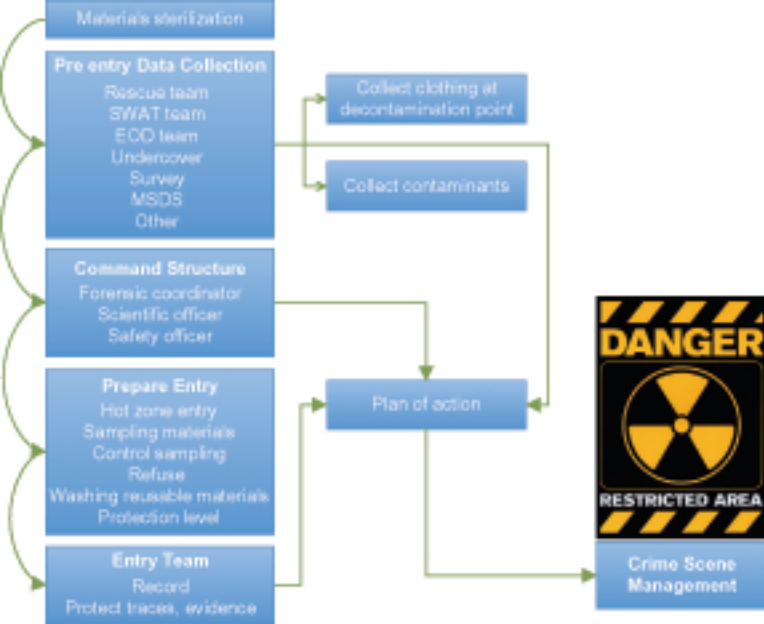 Materials sterilization
Pre entry Data Collection
Rescue team
SWAT team
EOD team
Undercover
Survey
MSDS
Other
Collect clothing at
decontamination point
Collect contaminants
Command Structure
Forensic coordinator
Scientific officer
Safety officer
Prepare Entry
Hot zone entry
Sampling materials
Control sampling
Refuse
Washing reusable materials
Protection level
Plan of action
Entry Team
Record
Protect traces, evidence
DANGER
RESTRICTED AREA
Crime Scene
Management